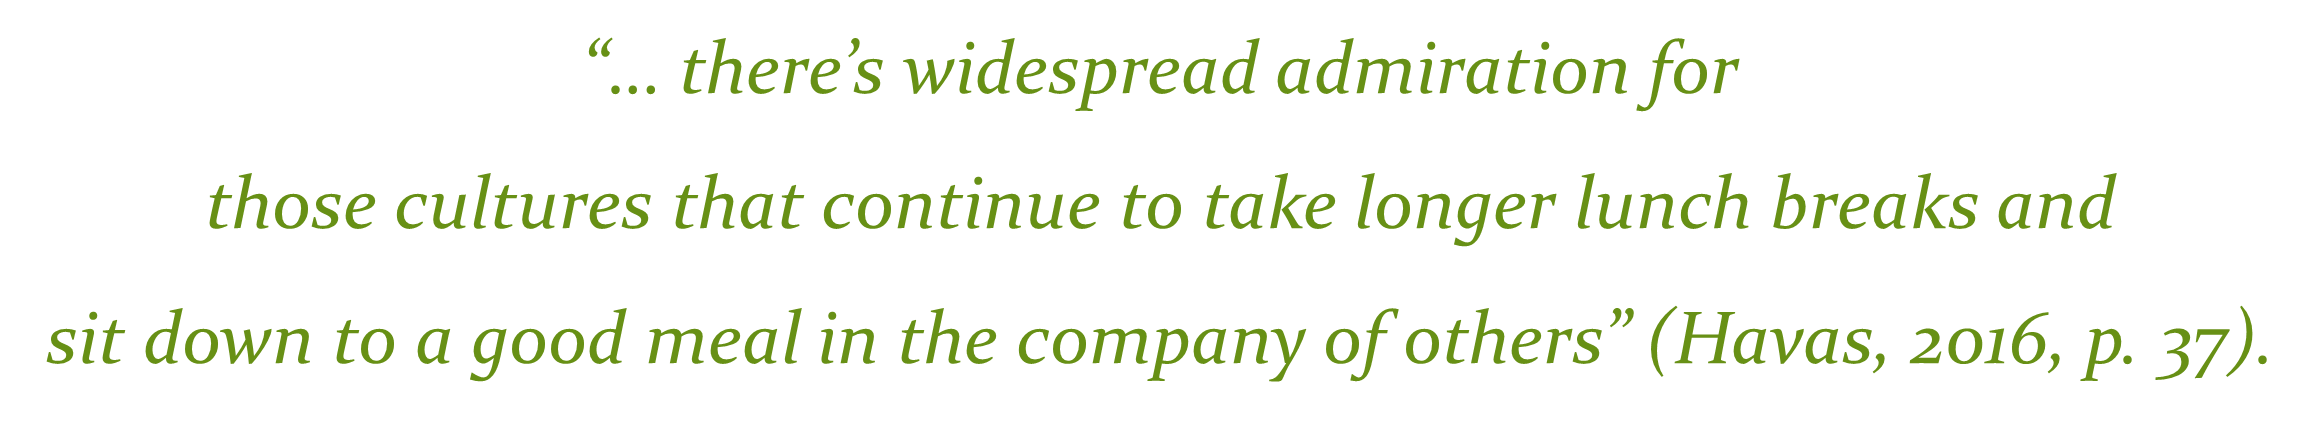 “... there’s widespread admiration for
those cultures that continue to take longer lunch breaks and
sit down to a good meal in the company of others” (Havas, 2016, p. 37).